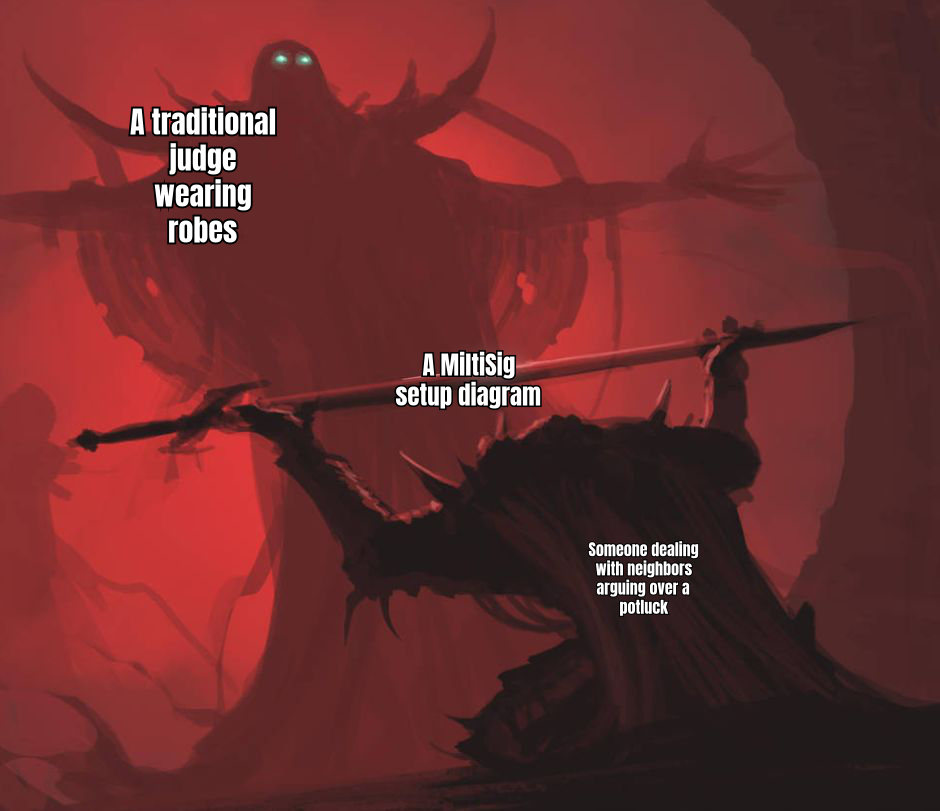 A traditional
judge
wearing
robes
A MiltiSig
setup diagram
Someone dealing
with neighbors
arguing over a
potluck